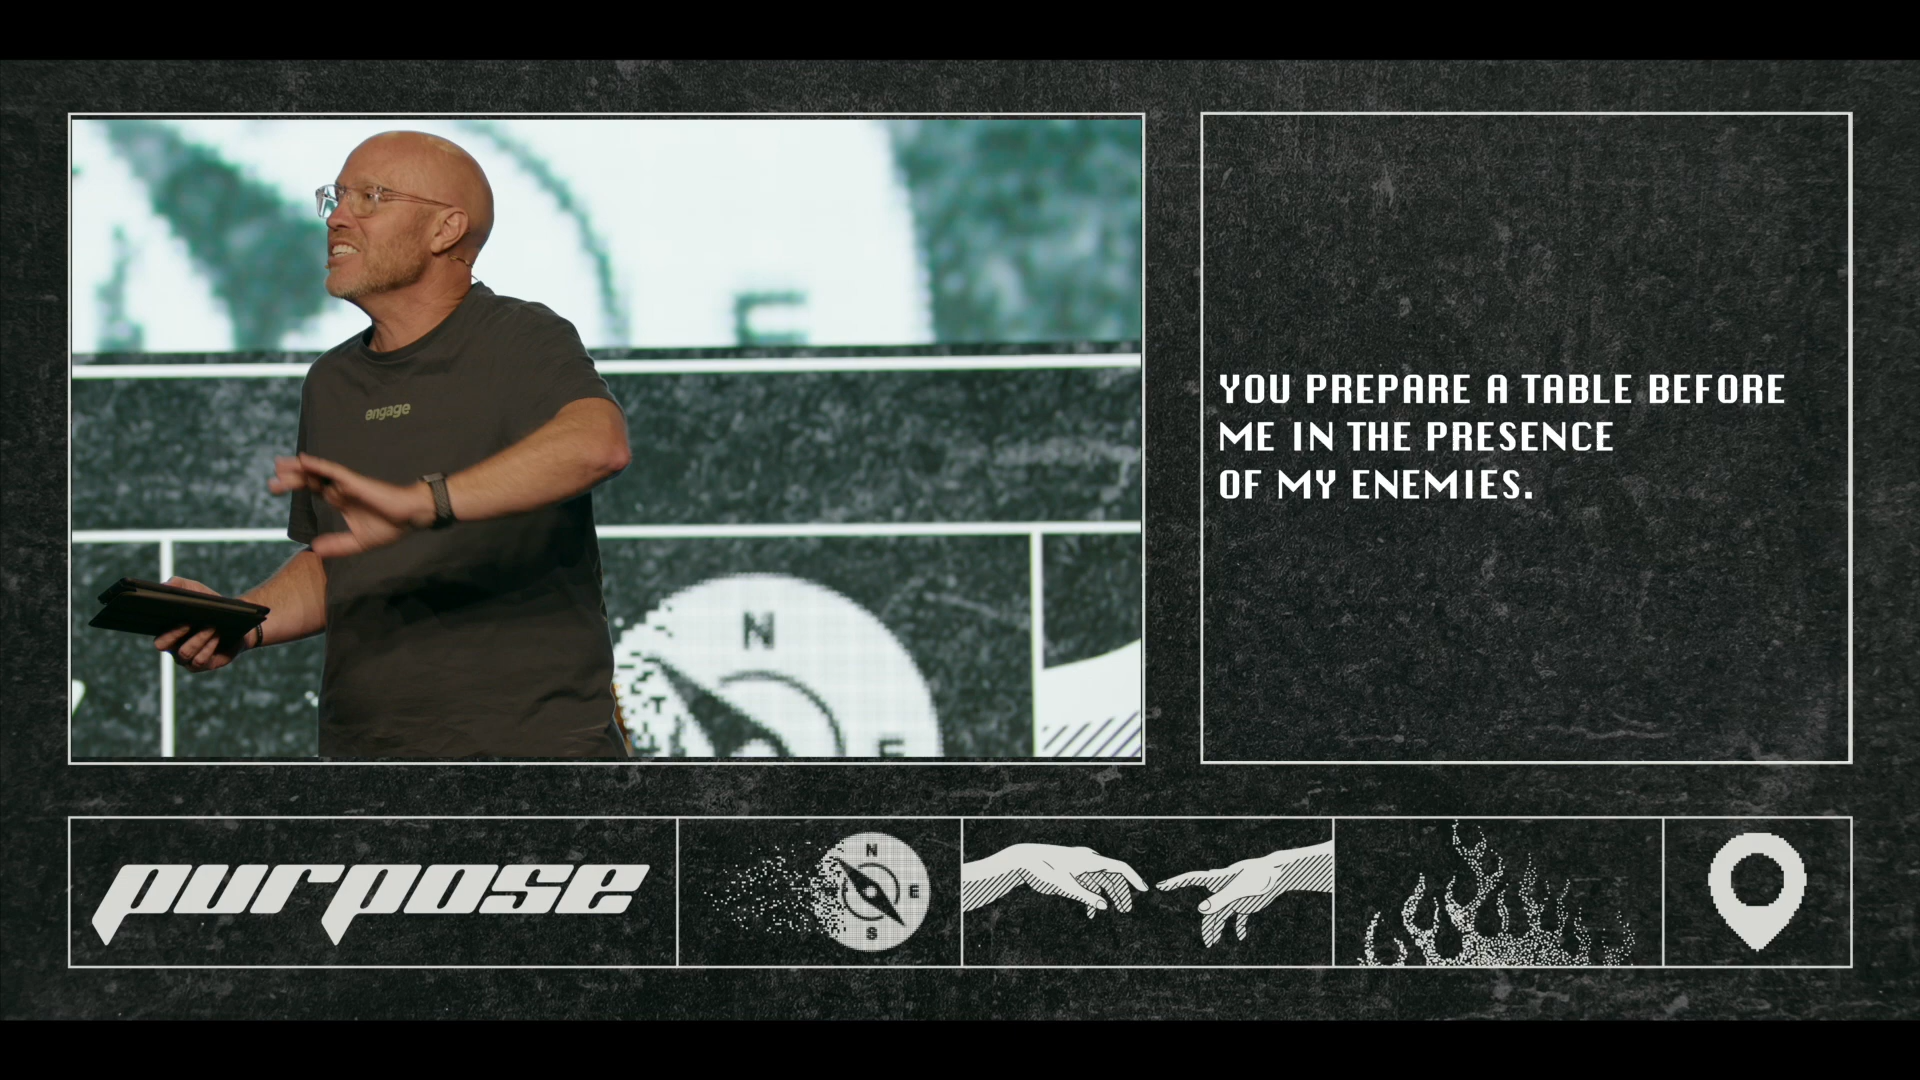 engage
E
N
E
YOU PREPARE A TABLE BEFORE
ME IN THE PRESENCE
OF MY ENEMIES.
purpose
N
E
S